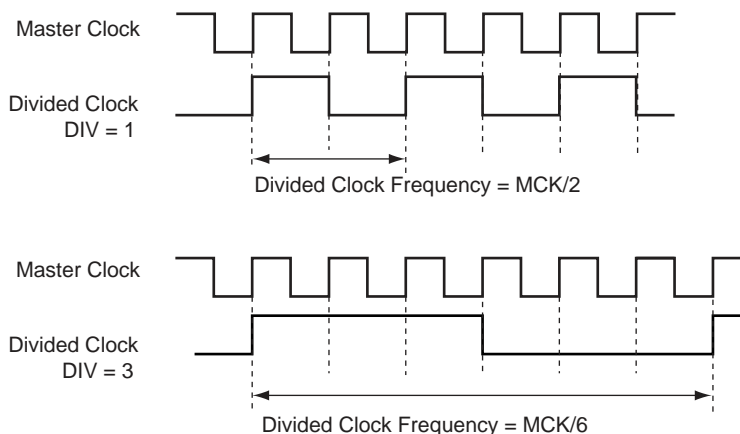 Master Clock
Divided Clock
DIV = 1
Divided Clock Frequency = MCK/2
Master Clock
Divided Clock
DIV = 3
Divided Clock Frequency = MCK/6